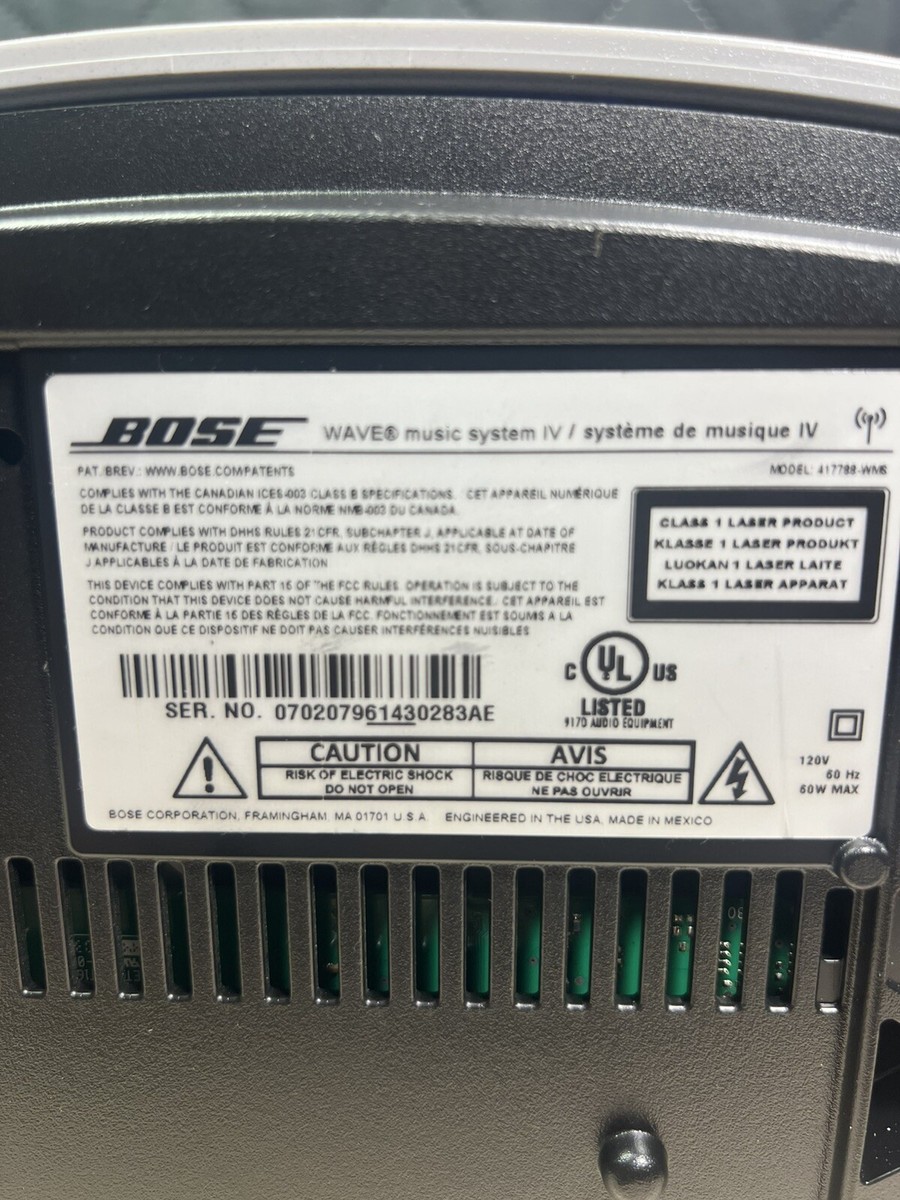 BOSE WAVE® music system IV / système de musique IV
PAT./BREV.: WWW.BOSE.COM/PATENTS
MODEL: 417788-WMS
COMPLIES WITH THE CANADIAN ICES-003 CLASS B SPECIFICATIONS. CET APPAREIL NUMÉRIQUE
DE LA CLASSE B EST CONFORME À LA NORME NMB-003 DU CANADA.
PRODUCT COMPLIES WITH DHHS RULES 21CFR, SUBCHAPTER J, APPLICABLE AT DATE OF
MANUFACTURE / LE PRODUIT EST CONFORME AUX RÈGLES DHHS 21CFR, SOUS-CHAPITRE
J APPLICABLES À LA DATE DE FABRICATION
THIS DEVICE COMPLIES WITH PART 15 OF THE FCC RULES. OPERATION IS SUBJECT TO THE
CONDITION THAT THIS DEVICE DOES NOT CAUSE HARMFUL INTERFERENCE. CET APPAREIL EST
CONFORME À LA PARTIE 15 DES RÈGLES DE LA FCC. FONCTIONNEMENT EST SOUMIS A LA
CONDITION QUE CE DISPOSITIF NE DOIT PAS CAUSER INTERFÉRENCES NUISIBLES
CLASS 1 LASER PRODUCT
KLASSE 1 LASER PRODUKT
LUOKAN 1 LASER LAITE
KLASS 1 LASER APPARAT
SER. NO. 070207961430283AE
C UL US
LISTED
917D AUDIO EQUIPMENT
CAUTION
RISK OF ELECTRIC SHOCK
DO NOT OPEN
AVIS
RISQUE DE CHOC ELECTRIQUE
NE PAS OUVRIR
120V
60 Hz
60W MAX
BOSE CORPORATION, FRAMINGHAM, MA 01701 U.S.A. ENGINEERED IN THE USA, MADE IN MEXICO